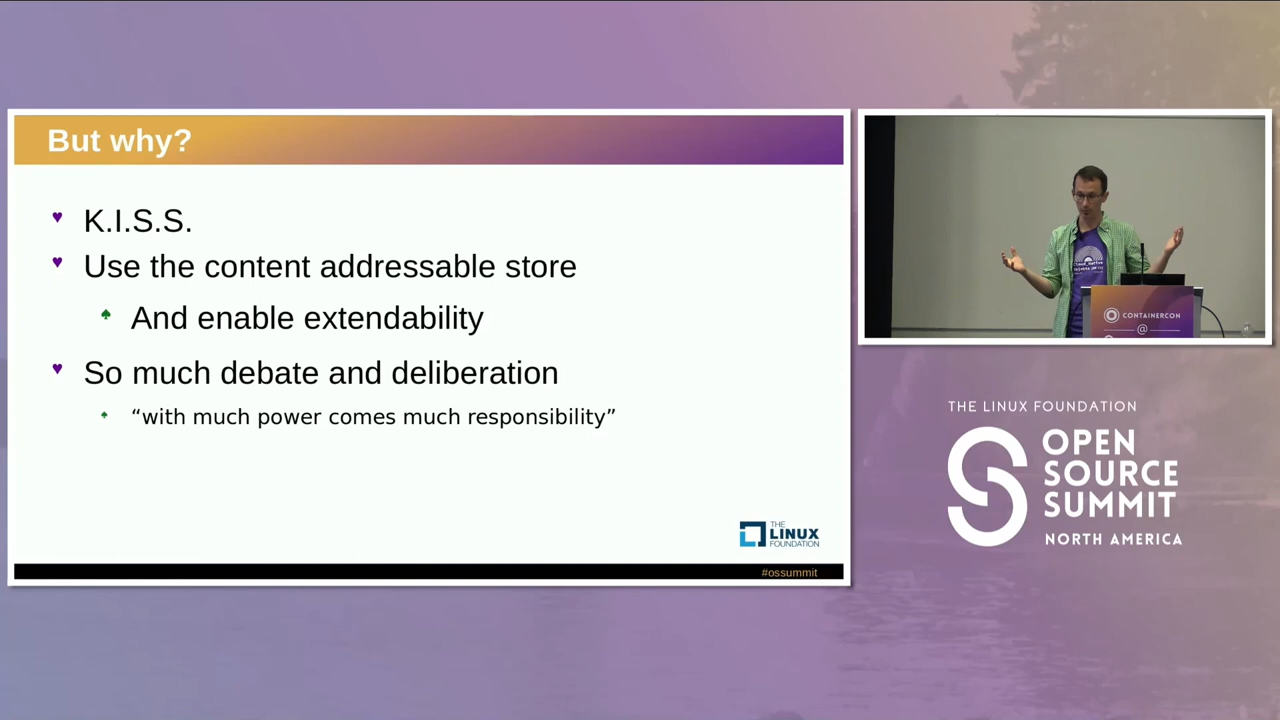 But why?
K.I.S.S.
Use the content addressable store
And enable extendability
So much debate and deliberation
“with much power comes much responsibility”
THE
LINUX
FOUNDATION
#ossummit
CONTAINERCON
@
THE LINUX FOUNDATION
OPEN
SOURCE
SUMMIT
NORTH AMERICA